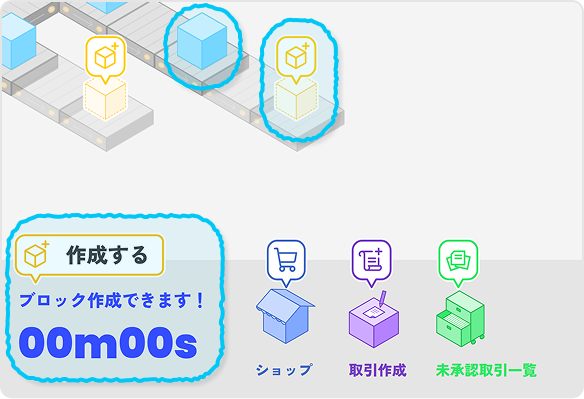 作成する
ブロック作成できます！
00m00s
ショップ
取引作成
未承認取引一覧